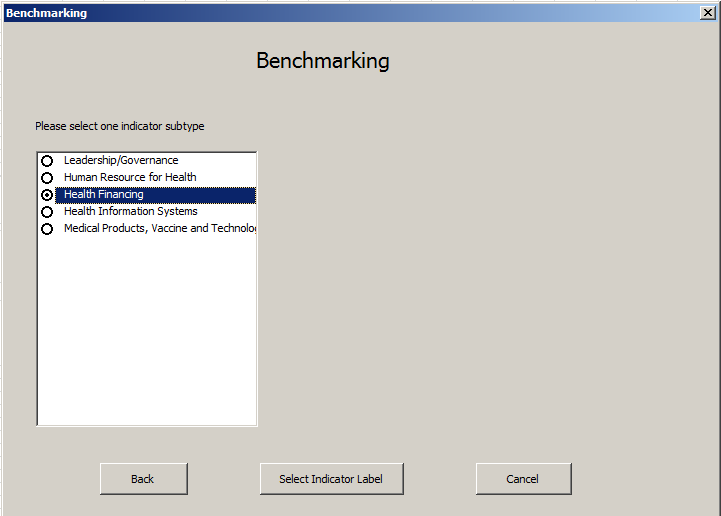 Benchmarking
Benchmarking
Please select one indicator subtype
Leadership/Governance
Human Resource for Health
Health Financing
Health Information Systems
Medical Products, Vaccine and Technolo
Back
Select Indicator Label
Cancel